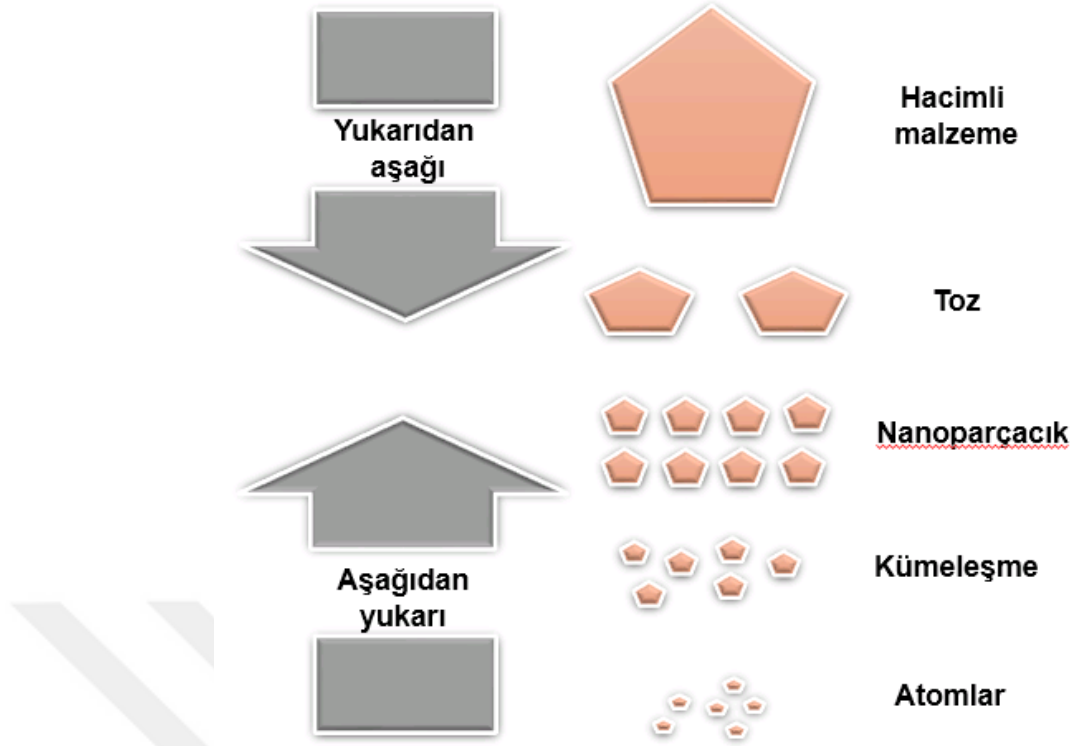 Yukarıdan
aşağı
Hacimli
malzeme
Toz
Nanoparçacık
Kümeleşme
Aşağıdan
yukarı
Atomlar